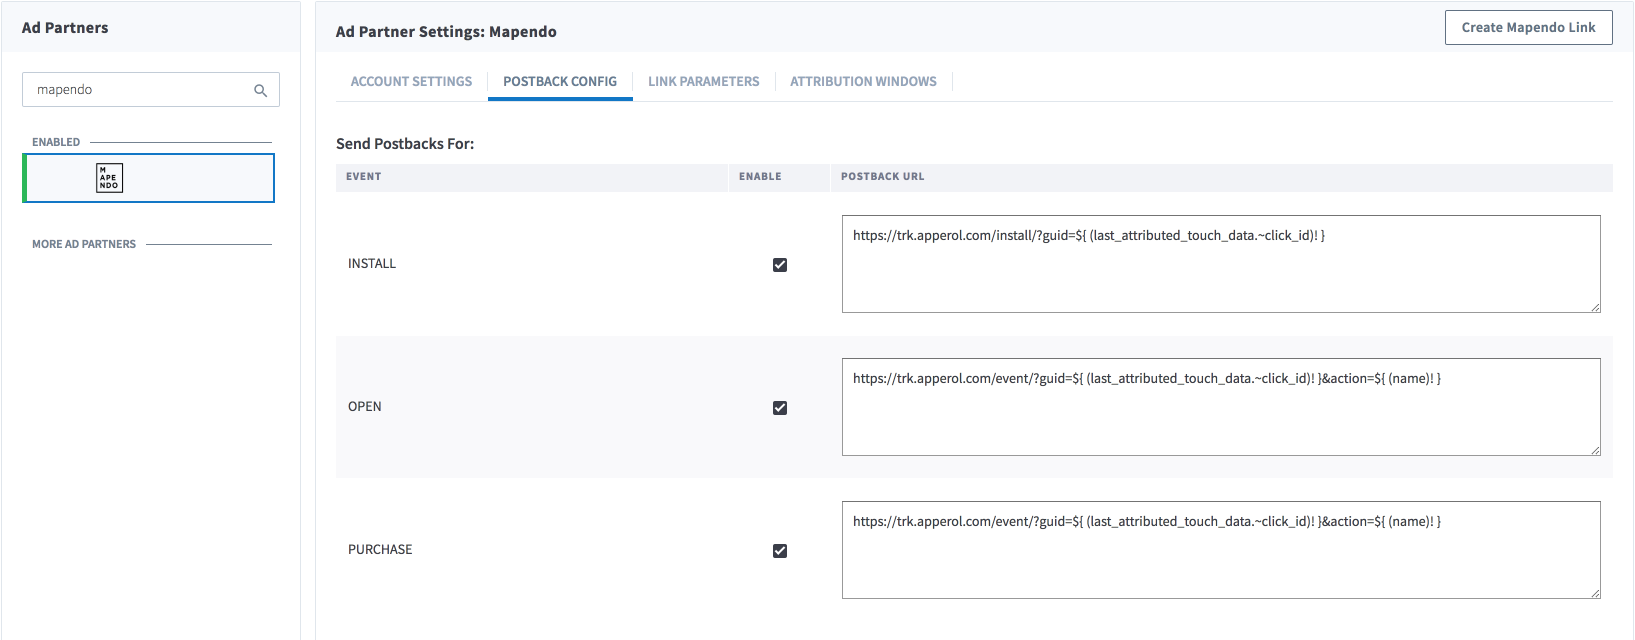 Ad Partners
mapendo
ENABLED
M
APE
NDO
MORE AD PARTNERS
Ad Partner Settings: Mapendo
Create Mapendo Link
ACCOUNT SETTINGS
POSTBACK CONFIG
LINK PARAMETERS
ATTRIBUTION WINDOWS
Send Postbacks For:
EVENT
ENABLE
POSTBACK URL
INSTALL
https://trk.apperol.com/install/?guid=${ (last_attributed_touch_data.~click_id)! }
OPEN
https://trk.apperol.com/event/?guid=${ (last_attributed_touch_data.~click_id)! }&action=${ (name)! }
PURCHASE
https://trk.apperol.com/event/?guid=${ (last_attributed_touch_data.~click_id)! }&action=${ (name)! }